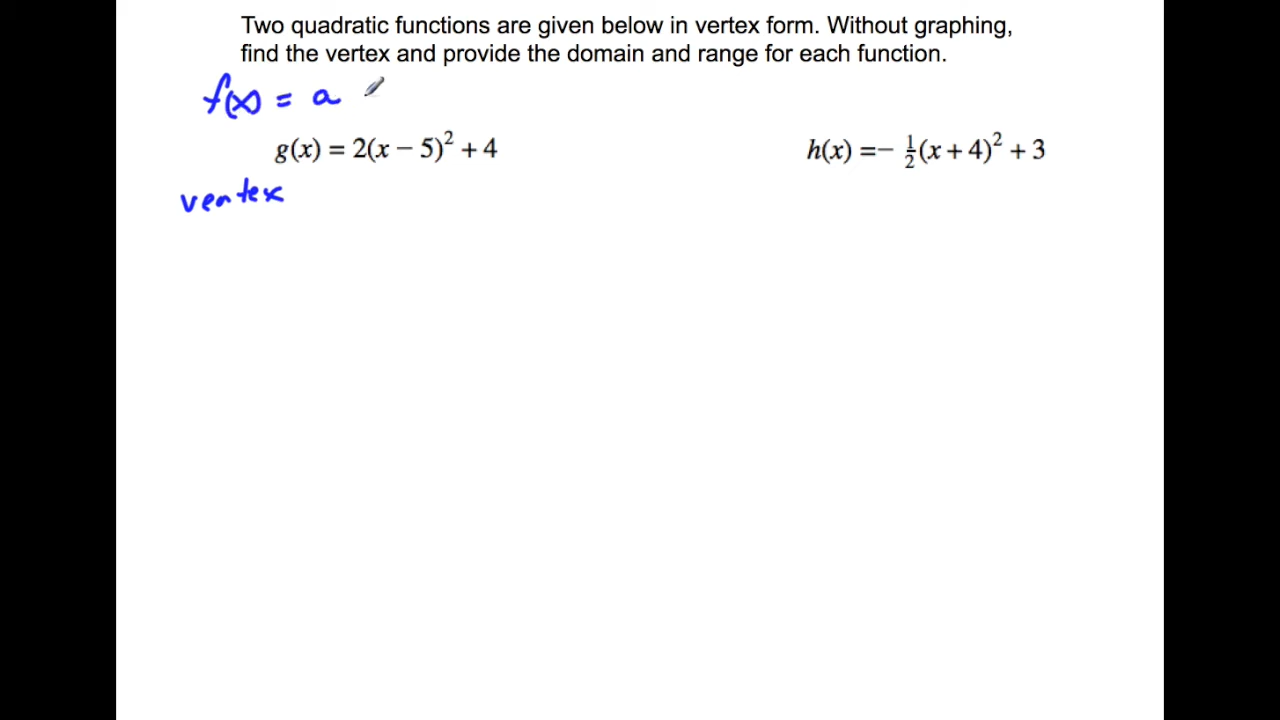 Two quadratic functions are given below in vertex form. Without graphing,
find the vertex and provide the domain and range for each function.
f(x) = a
g(x) = 2(x − 5)² + 4
h(x) =− ½(x + 4)² + 3
vertex